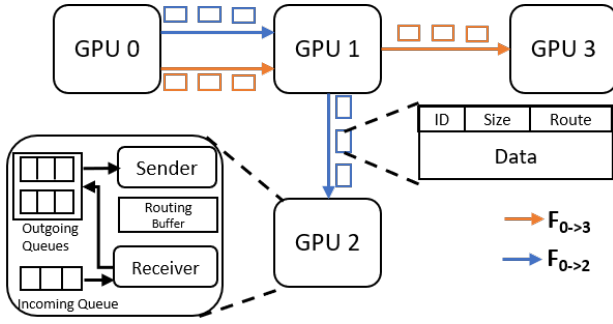 GPU 0
GPU 1
GPU 3
ID Size Route
Data
Sender
Routing
Buffer
Outgoing
Queues
Receiver
Incoming Queue
GPU 2
F0->3
F0->2